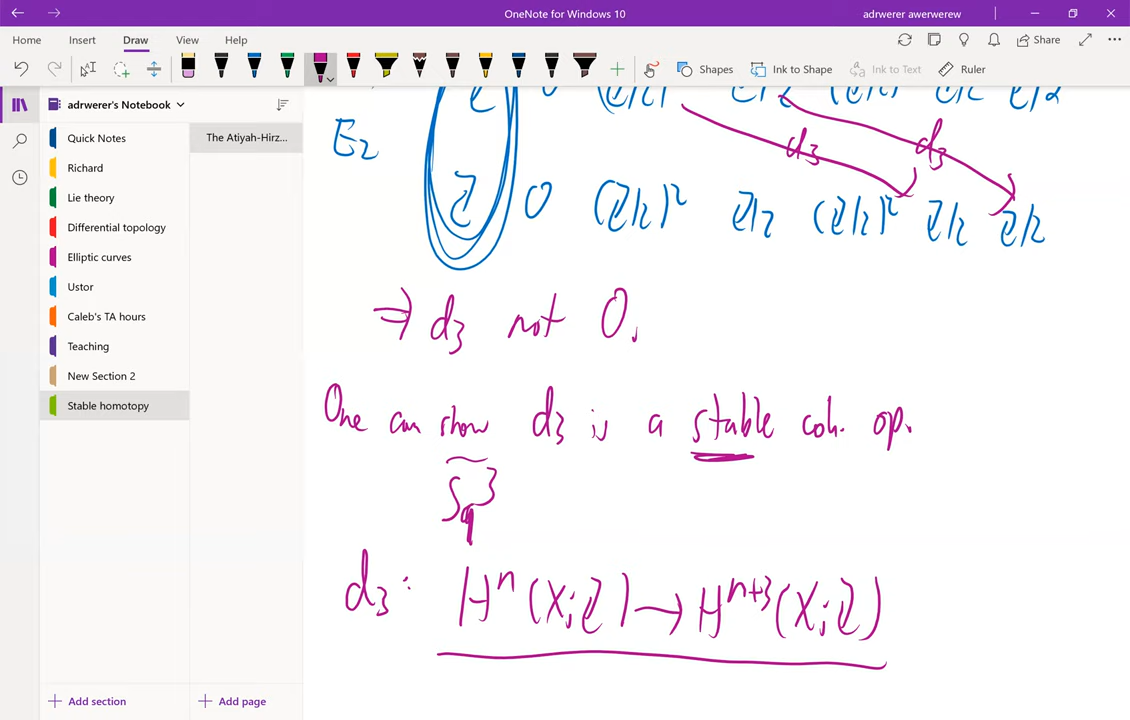 OneNote for Windows 10
adrwerer awerwerew
Home Insert Draw View Help
Share
Shapes Ink to Shape Ink to Text Ruler
adrwerer's Notebook
Quick Notes
Richard
Lie theory
Differential topology
Elliptic curves
Ustor
Caleb's TA hours
Teaching
New Section 2
Stable homotopy
Add section
The Atiyah-Hirz...
Add page
E₂
d₃ d₃
Z 0 (Z/2)² Z/2 (Z/2)² Z/2 Z/2
⇒ d₃ not 0.
One can show d₃ is a stable coh. op.
Sq³
d₃: Hⁿ(X;Z) → Hⁿ⁺³(X;Z)